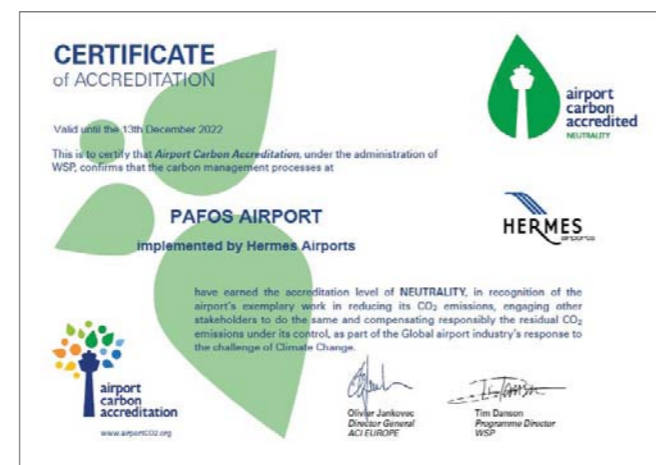 CERTIFICATE
of ACCREDITATION
airport
carbon
accredited
NEUTRALITY
Valid until the 13th December 2022
This is to certify that Airport Carbon Accreditation, under the administration of
WSP, confirms that the carbon management processes at
PAFOS AIRPORT
HERMES
airports
implemented by Hermes Airports
have earned the accreditation level of NEUTRALITY, in recognition of the
airport's exemplary work in reducing its CO₂ emissions, engaging other
stakeholders to do the same and compensating responsibly the residual CO₂
emissions under its control, as part of the Global airport industry's response to
the challenge of Climate Change.
airport
carbon
accreditation
www.airportCO2.org
Olivier Jankovec
Director General
ACI EUROPE
Tim Danson
Programme Director
WSP